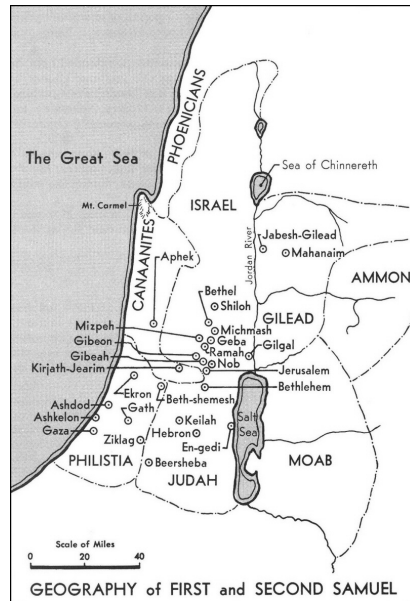 PHOENICIANS
The Great Sea
Sea of Chinnereth
Mt. Carmel
ISRAEL
CANAANITES
Jordan River
Jabesh-Gilead
Mahanaim
Aphek
AMMON
Bethel
Shiloh
GILEAD
Mizpeh
Michmash
Gibeon
Geba
Ramah
Gilgal
Gibeah
Nob
Kirjath-Jearim
Jerusalem
Bethlehem
Ekron
Beth-shemesh
Ashdod
Gath
Keilah
Salt
Sea
Ashkelon
Hebron
Gaza
Ziklag
En-gedi
PHILISTIA
Beersheba
MOAB
JUDAH
Scale of Miles
0 20 40
GEOGRAPHY of FIRST and SECOND SAMUEL